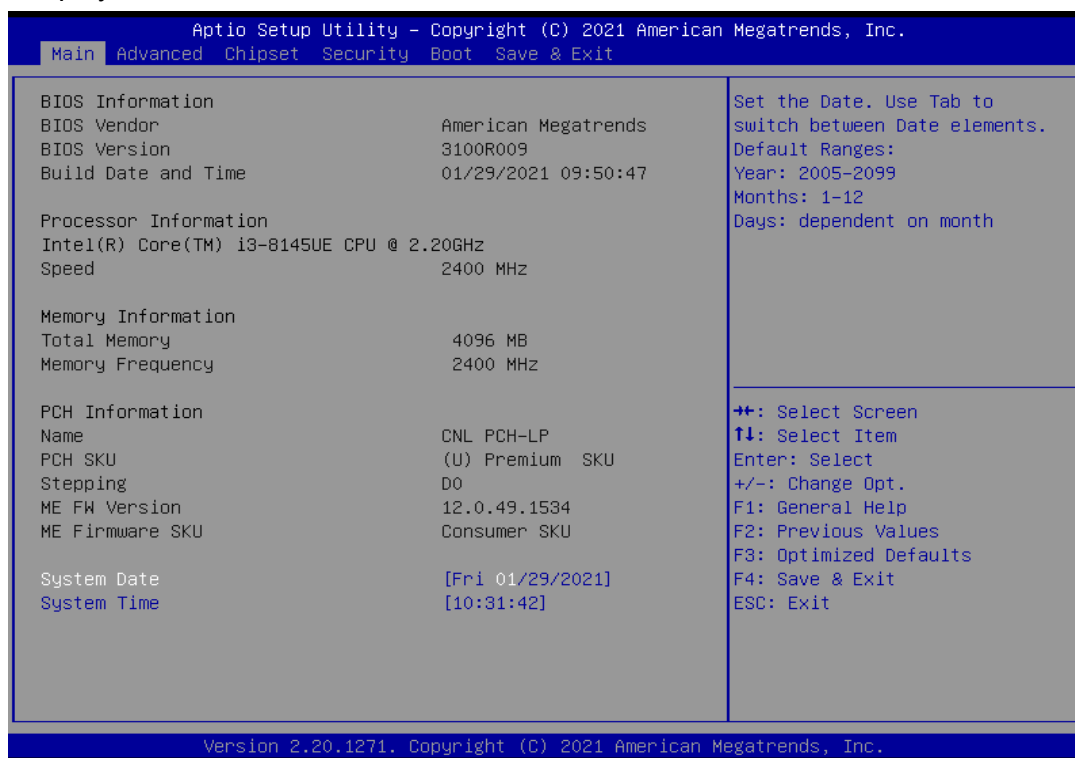 Aptio Setup Utility – Copyright (C) 2021 American Megatrends, Inc.
Main Advanced Chipset Security Boot Save & Exit
BIOS Information
BIOS Vendor American Megatrends
BIOS Version 3100R009
Build Date and Time 01/29/2021 09:50:47
Processor Information
Intel(R) Core(TM) i3-8145UE CPU @ 2.20GHz
Speed 2400 MHz
Memory Information
Total Memory 4096 MB
Memory Frequency 2400 MHz
PCH Information
Name CNL PCH-LP
PCH SKU (U) Premium SKU
Stepping D0
ME FW Version 12.0.49.1534
ME Firmware SKU Consumer SKU
System Date [Fri 01/29/2021]
System Time [10:31:42]
Set the Date. Use Tab to
switch between Date elements.
Default Ranges:
Year: 2005-2099
Months: 1-12
Days: dependent on month
→←: Select Screen
↑↓: Select Item
Enter: Select
+/-: Change Opt.
F1: General Help
F2: Previous Values
F3: Optimized Defaults
F4: Save & Exit
ESC: Exit
Version 2.20.1271. Copyright (C) 2021 American Megatrends, Inc.